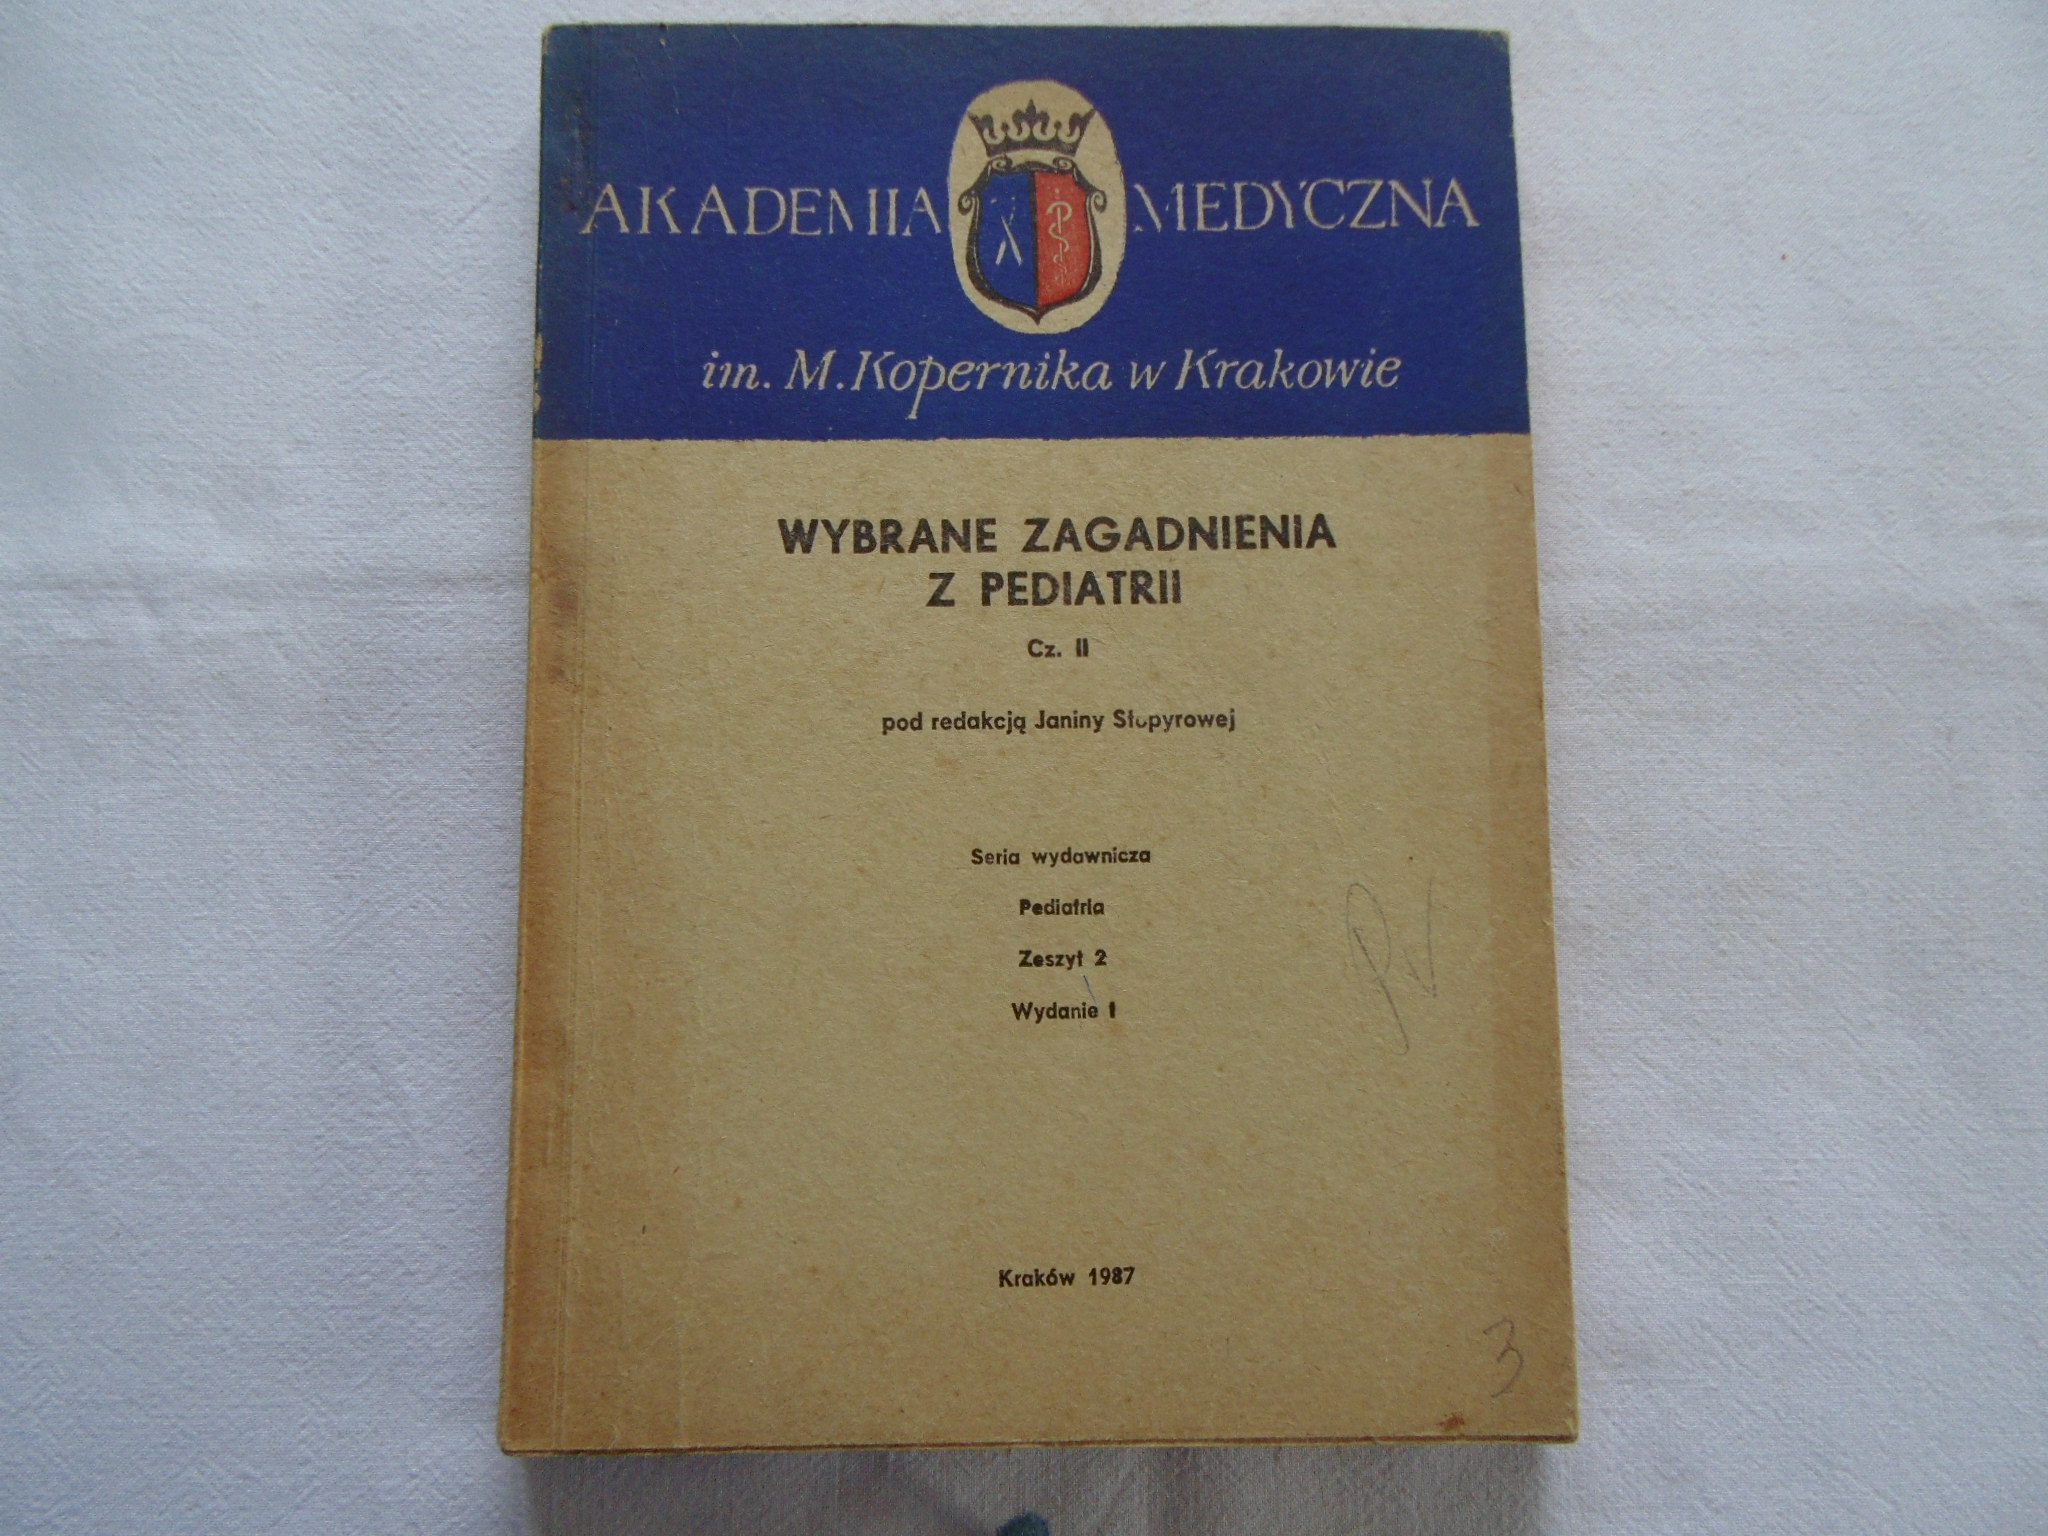 AKADEMIA MEDYCZNA
im. M. Kopernika w Krakowie
WYBRANE ZAGADNIENIA
Z PEDIATRII
Cz. II
pod redakcją Janiny Słopyrowej
Seria wydawnicza
Pediatria
Zeszyt 2
Wydanie I
Kraków 1987
3